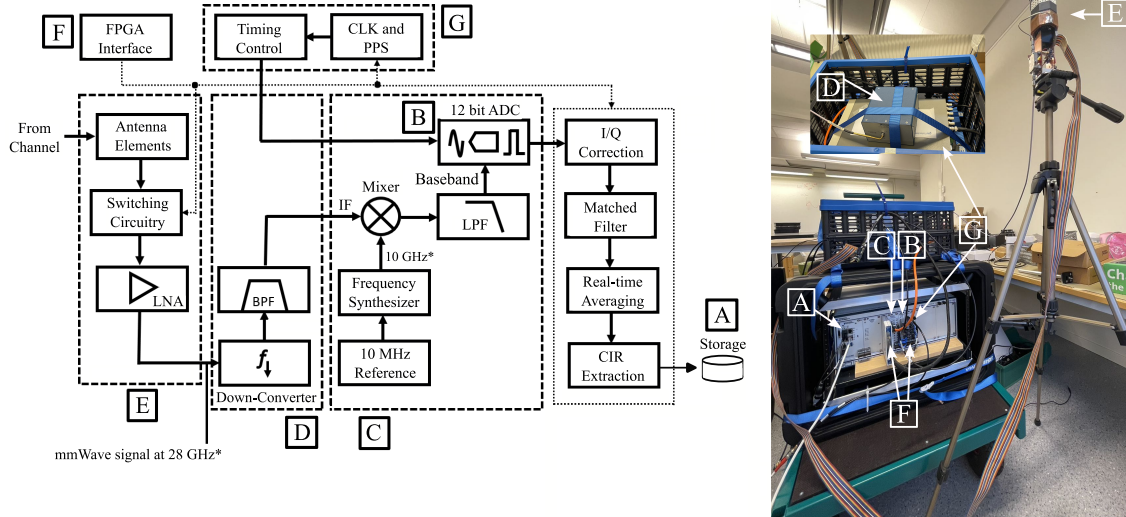 F
FPGA
Interface
Timing
Control
CLK and
PPS
G
From
Channel
Antenna
Elements
Switching
Circuitry
LNA
E
mmWave signal at 28 GHz*
BPF
f
Down-Converter
D
IF
Mixer
10 GHz*
Frequency
Synthesizer
10 MHz
Reference
C
B
12 bit ADC
Baseband
LPF
I/Q
Correction
Matched
Filter
Real-time
Averaging
CIR
Extraction
A
Storage
E
D
G
C
B
A
F
Cha
the